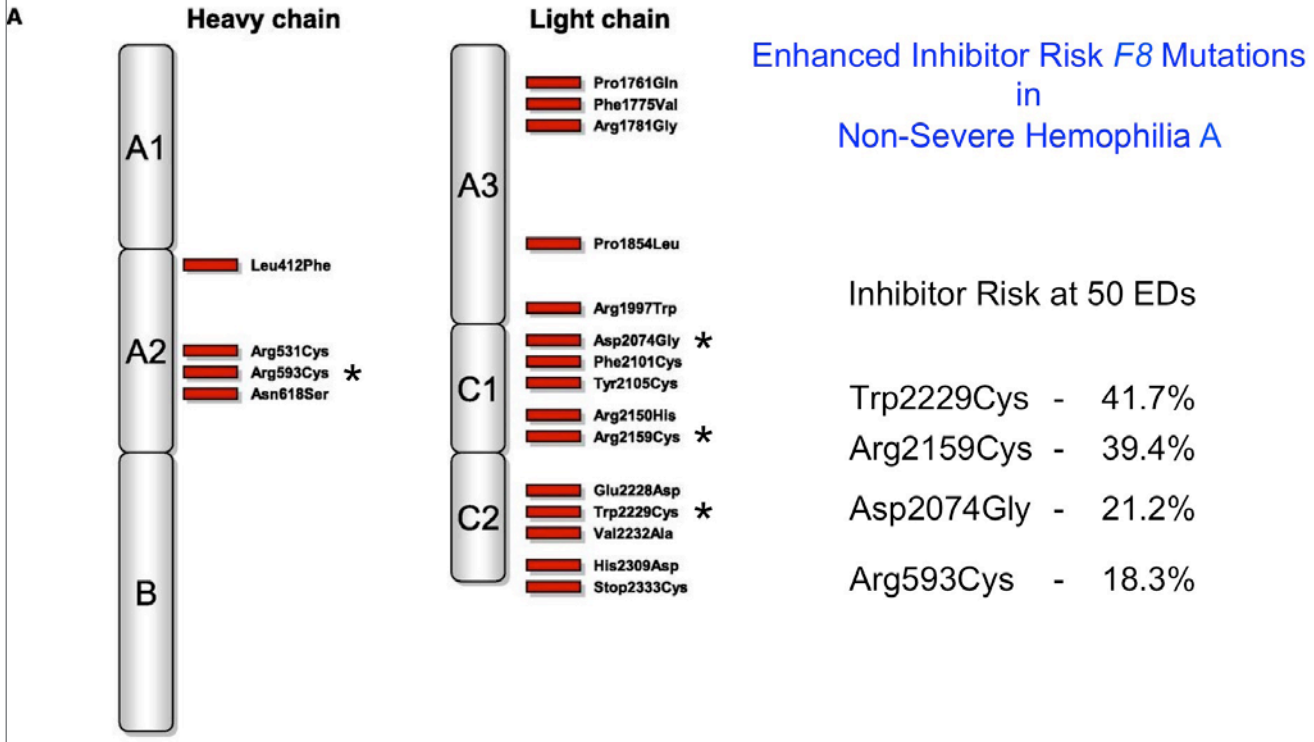 A
Heavy chain
A1
A2
B
Leu412Phe
Arg531Cys
Arg593Cys *
Asn618Ser
Light chain
A3
C1
C2
Pro1761Gln
Phe1775Val
Arg1781Gly
Pro1854Leu
Arg1997Trp
Asp2074Gly *
Phe2101Cys
Tyr2105Cys
Arg2150His
Arg2159Cys *
Glu2228Asp
Trp2229Cys *
Val2232Ala
His2309Asp
Stop2333Cys
Enhanced Inhibitor Risk F8 Mutations
in
Non-Severe Hemophilia A
Inhibitor Risk at 50 EDs
Trp2229Cys - 41.7%
Arg2159Cys - 39.4%
Asp2074Gly - 21.2%
Arg593Cys - 18.3%